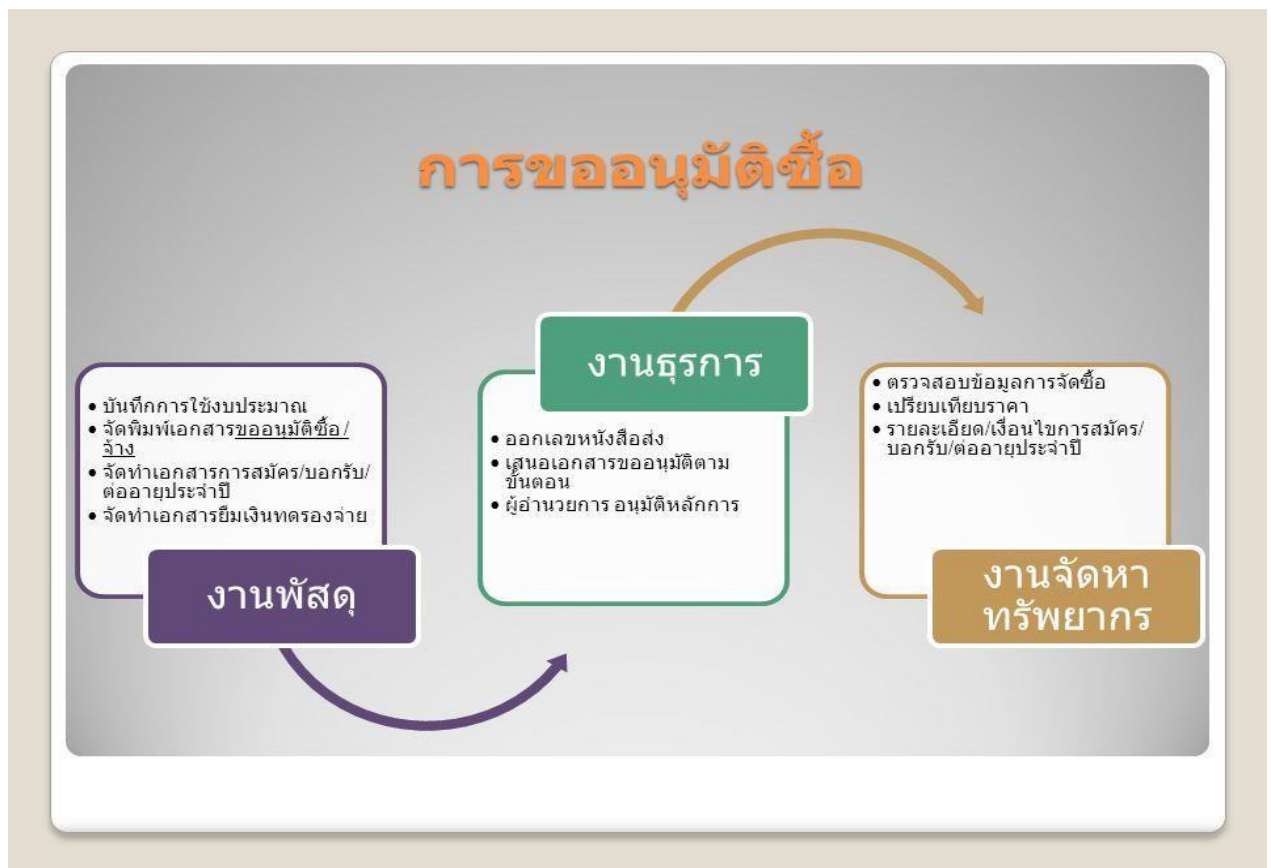 การขออนุมัติซื้อ
• บันทึกการใช้งบประมาณ
• จัดพิมพ์เอกสารขออนุมัติซื้อ/
จ้าง
• จัดทำเอกสารการสมัคร/บอกรับ/
ต่ออายุประจำปี
• จัดทำเอกสารยืมเงินทดรองจ่าย
งานพัสดุ
งานธุรการ
• ออกเลขหนังสือส่ง
• เสนอเอกสารขออนุมัติตาม
ขั้นตอน
• ผู้อำนวยการ อนุมัติหลักการ
• ตรวจสอบข้อมูลการจัดซื้อ
• เปรียบเทียบราคา
• รายละเอียด/เงื่อนไขการสมัคร/
บอกรับ/ต่ออายุประจำปี
งานจัดหา
ทรัพยากร